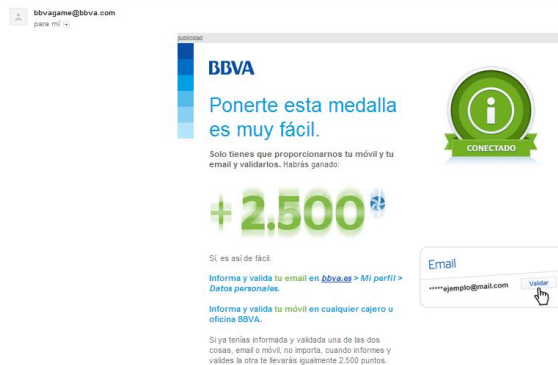 bbvagame@bbva.com
para mí
publicidad
BBVA
Ponerte esta medalla
es muy fácil.
CONECTADO
Solo tienes que proporcionarnos tu móvil y tu
email y validarlos. Habrás ganado:
+ 2.500
Sí, es así de fácil.
Informa y valida tu email en bbva.es > Mi perfil >
Datos personales.
Email
*****ejemplo@mail.com
Validar
Informa y valida tu móvil en cualquier cajero u
oficina BBVA.
Si ya tenías informada y validada una de las dos
cosas, email o móvil, no importa, cuando informes y
valides la otra te llevarás igualmente 2.500 puntos.